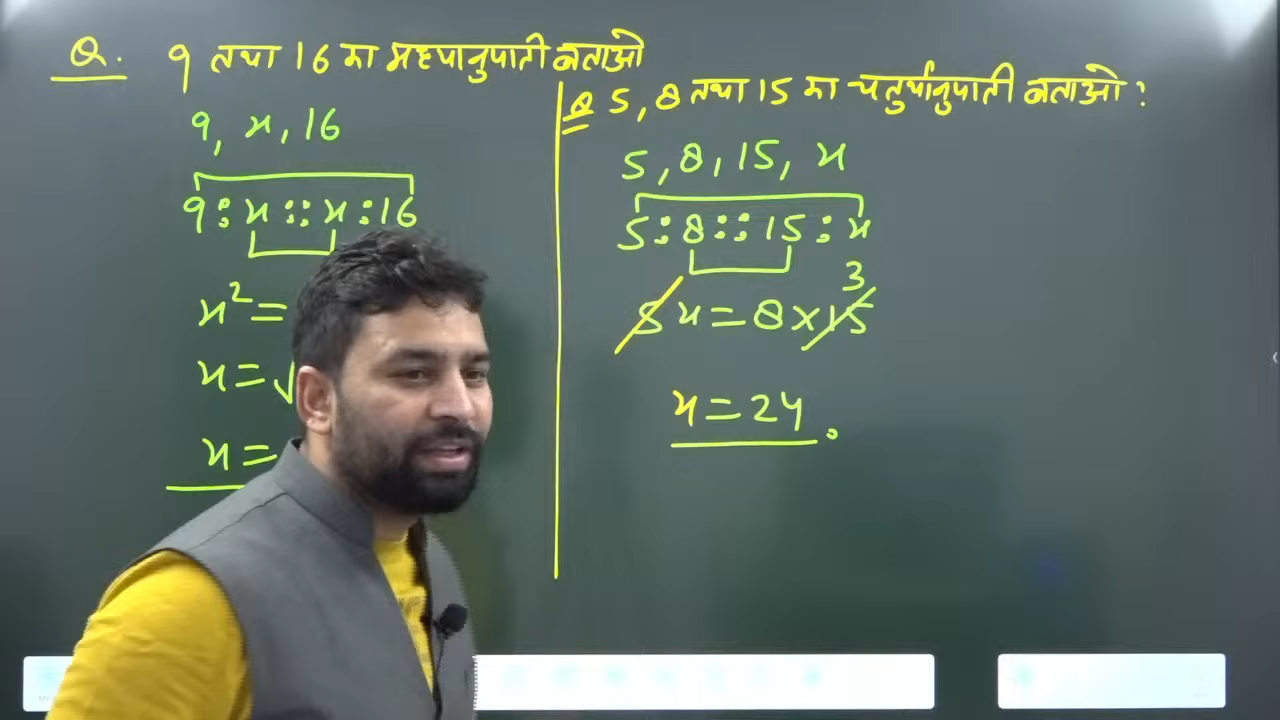 Q. 9 तथा 16 का मध्यानुपाती बताओ
9, x, 16
9 : x :: x : 16
x² =
x = √
x =
Q 5, 8 तथा 15 का चतुर्थानुपाती बताओ ?
5, 8, 15, x
5 : 8 :: 15 : x
3
5x = 8 × 15
x = 24